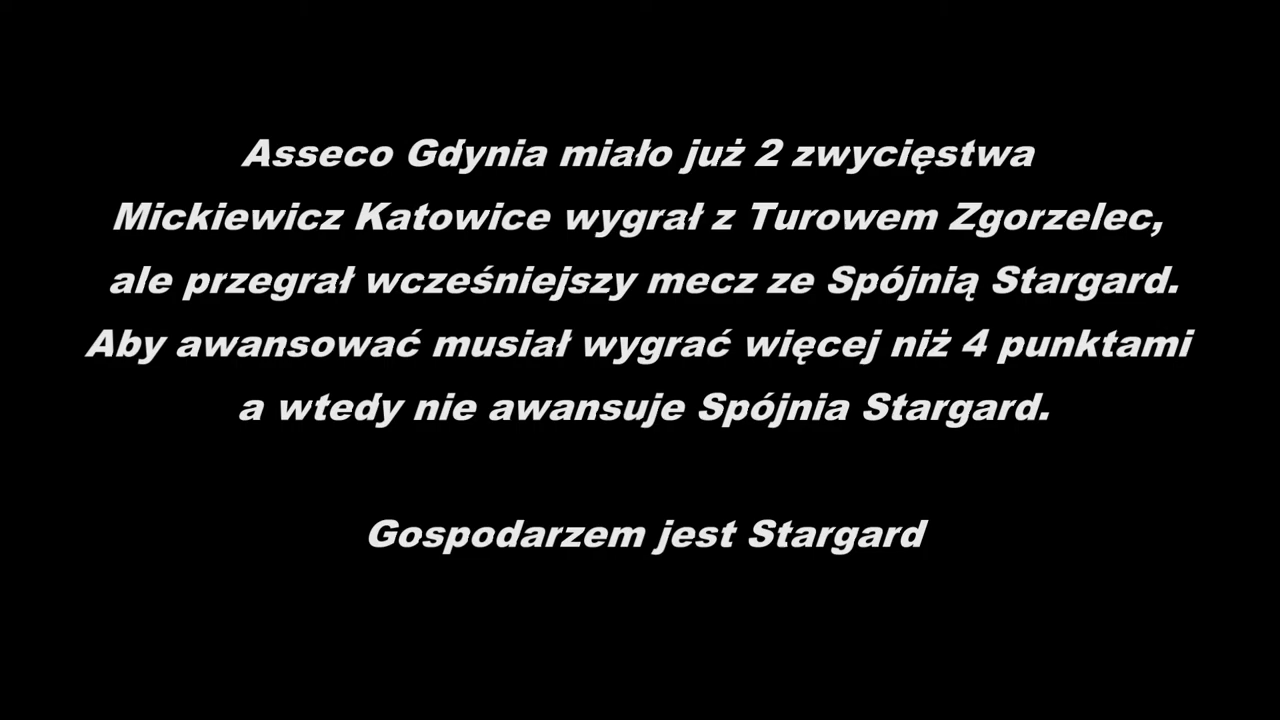 Asseco Gdynia miało już 2 zwycięstwa
Mickiewicz Katowice wygrał z Turowem Zgorzelec,
ale przegrał wcześniejszy mecz ze Spójnią Stargard.
Aby awansować musiał wygrać więcej niż 4 punktami
a wtedy nie awansuje Spójnia Stargard.
Gospodarzem jest Stargard